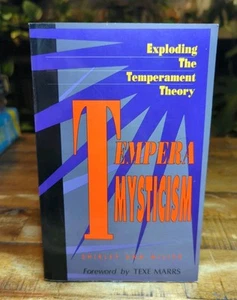 Exploding
The
Temperament
Theory
TEMPERA
MYSTICISM
Foreword by TEXE MARRS